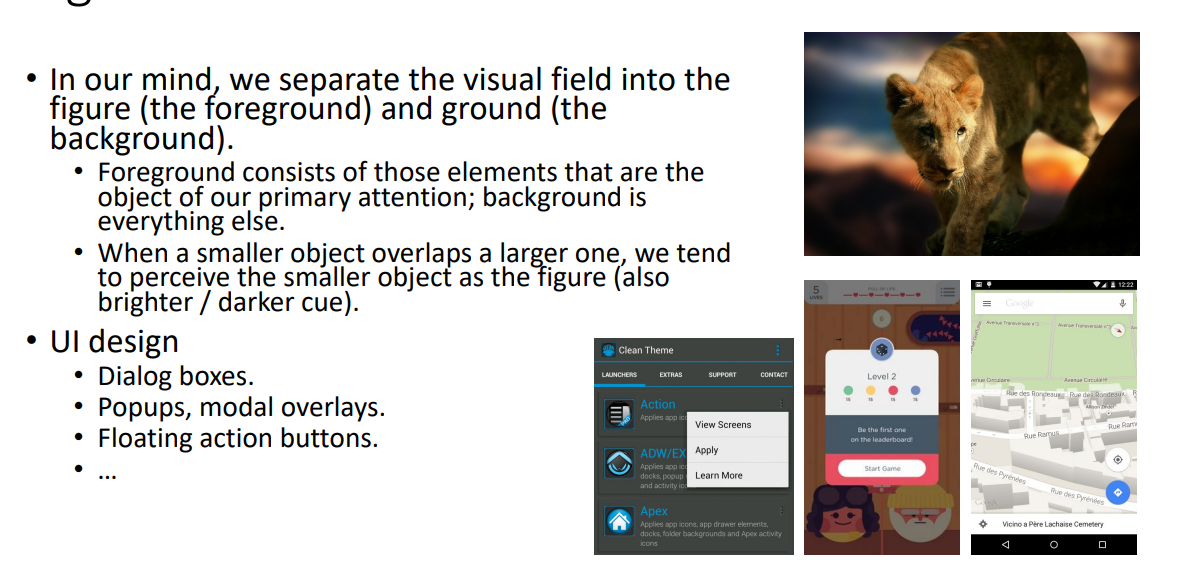 • In our mind, we separate the visual field into the
figure (the foreground) and ground (the
background).
• Foreground consists of those elements that are the
object of our primary attention; background is
everything else.
• When a smaller object overlaps a larger one, we tend
to perceive the smaller object as the figure (also
brighter / darker cue).
• UI design
• Dialog boxes.
• Popups, modal overlays.
• Floating action buttons.
• ...
Clean Theme
LAUNCHERS EXTRAS SUPPORT CONTACT
Action
Applies app
View Screens
Apply
Learn More
ADW/EX
Applies app
docks, popup
and activity
Apex
Applies app icons, app drawer elements,
docks, folder backgrounds and Apex activity
icons
5
LIVES
FULL OF LIFE
6
Level 2
Be the first one
on the leaderboard!
Start Game
12:22
Google
Avenue Transversale n°2
Avenue Transversale n°3
Avenue Circulaire
Avenue Circulaire
Rue des Rondeaux
Rue des Rondeaux
Rue Ramus
Rue Ram
Rue des Pyrénées
Rue des Pyrénées
Vicino a Père Lachaise Cemetery